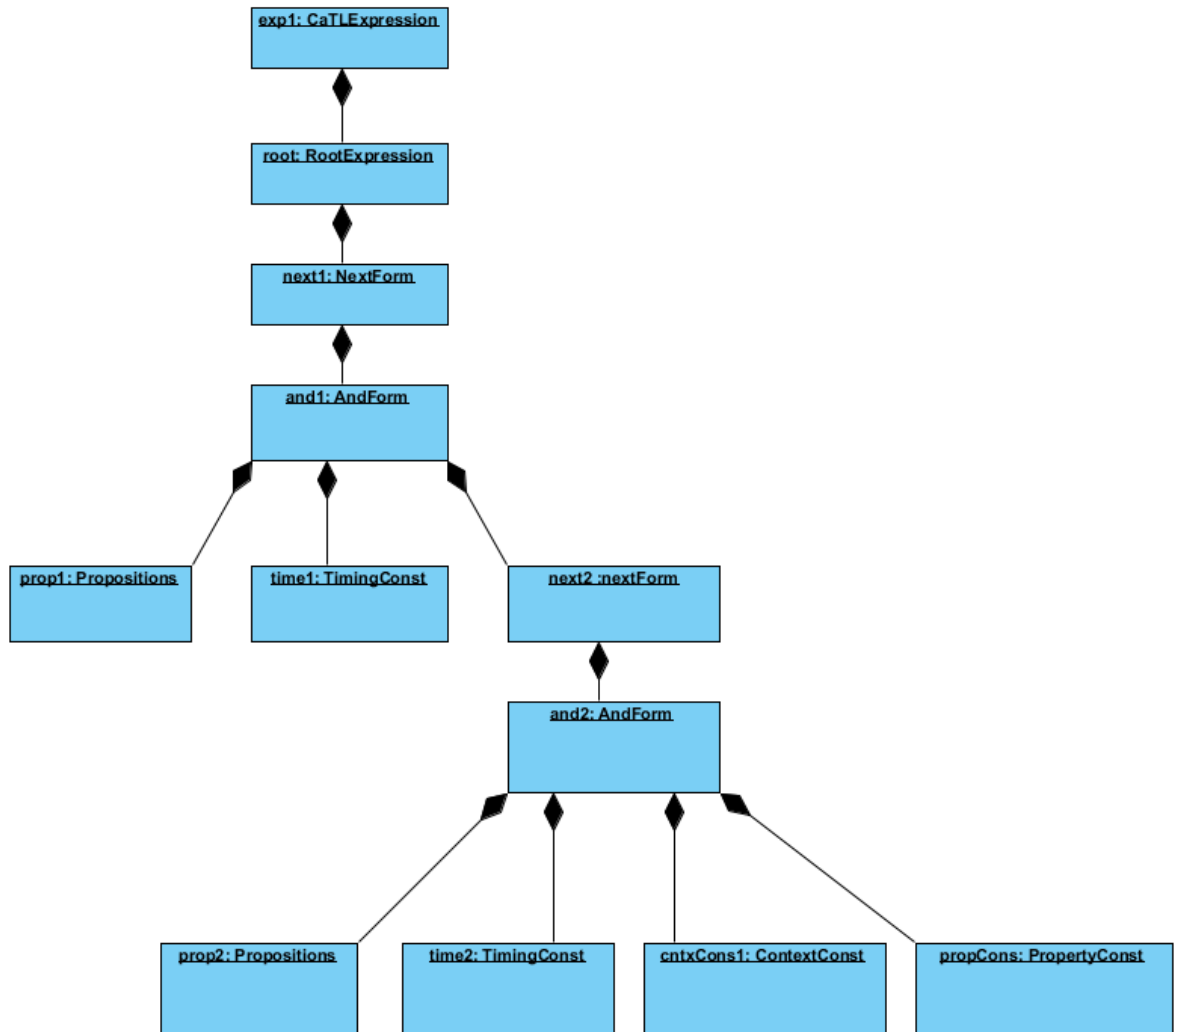 exp1: CaTLExpression
root: RootExpression
next1: NextForm
and1: AndForm
prop1: Propositions
time1: TimingConst
next2 :nextForm
and2: AndForm
prop2: Propositions
time2: TimingConst
cntxCons1: ContextConst
propCons: PropertyConst